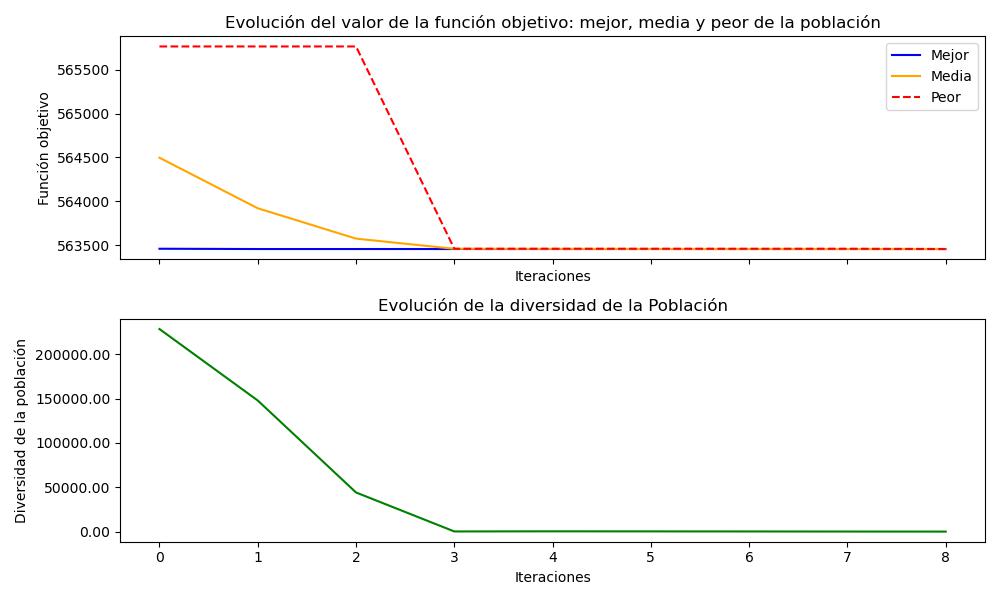 Evolución del valor de la función objetivo: mejor, media y peor de la población
Función objetivo
565500
565000
564500
564000
563500
Mejor
Media
Peor
Iteraciones
Evolución de la diversidad de la Población
Diversidad de la población
200000.00
150000.00
100000.00
50000.00
0.00
0 1 2 3 4 5 6 7 8
Iteraciones